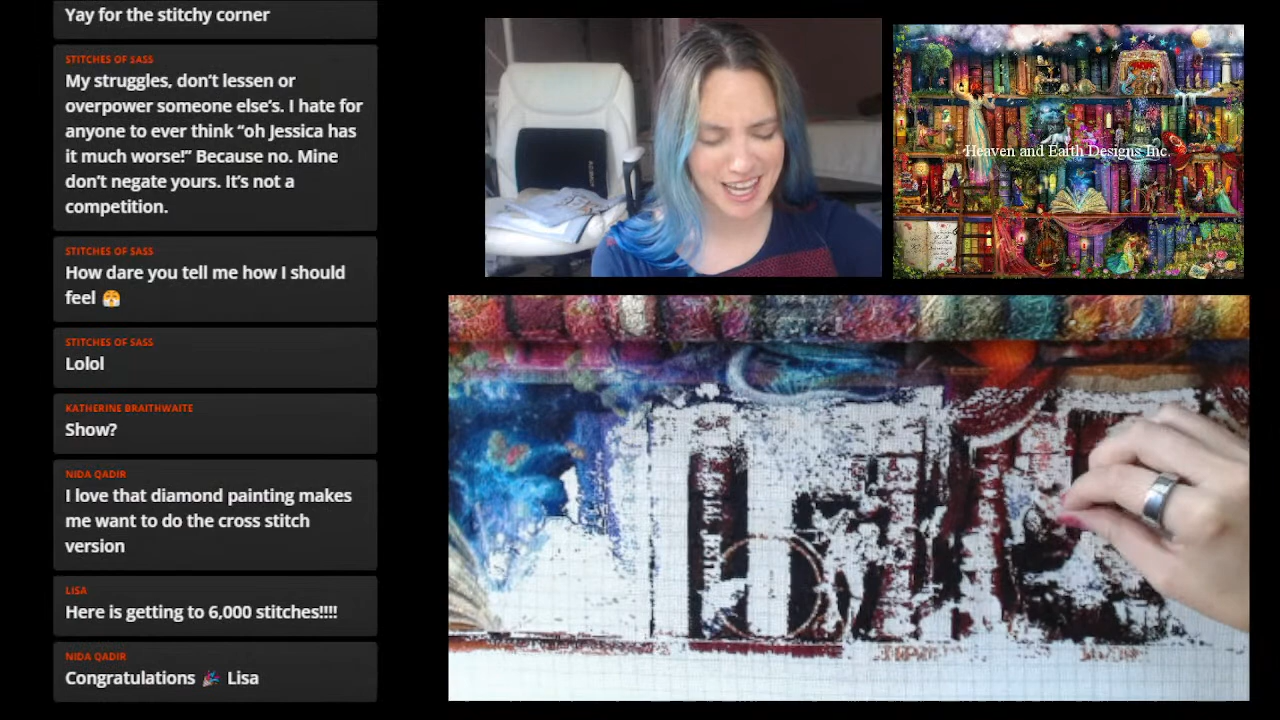 Yay for the stitchy corner
STITCHES OF SASS
My struggles, don't lessen or
overpower someone else's. I hate for
anyone to ever think “oh Jessica has
it much worse!” Because no. Mine
don't negate yours. It's not a
competition.
STITCHES OF SASS
How dare you tell me how I should
feel 😤
STITCHES OF SASS
Lolol
KATHERINE BRAITHWAITE
Show?
NIDA QADIR
I love that diamond painting makes
me want to do the cross stitch
version
LISA
Here is getting to 6,000 stitches!!!!
NIDA QADIR
Congratulations 🎉 Lisa
Heaven and Earth Designs Inc